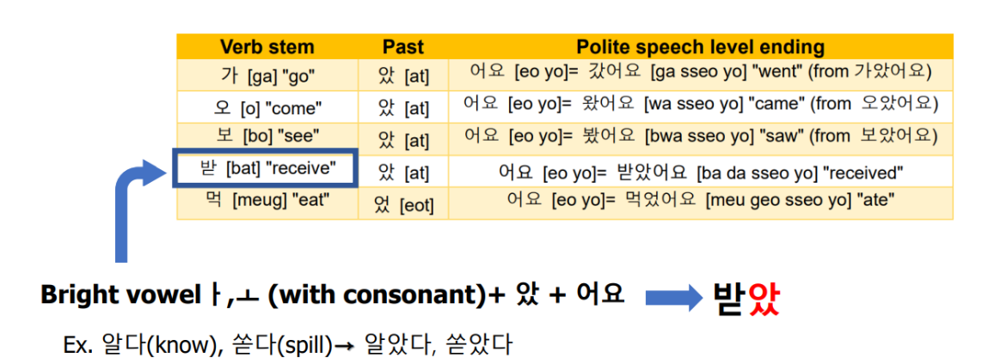 Verb stem Past Polite speech level ending
가 [ga] "go" 았 [at] 어요 [eo yo]= 갔어요 [ga sseo yo] "went" (from 가았어요)
오 [o] "come" 았 [at] 어요 [eo yo]= 왔어요 [wa sseo yo] "came" (from 오았어요)
보 [bo] "see" 았 [at] 어요 [eo yo]= 봤어요 [bwa sseo yo] "saw" (from 보았어요)
받 [bat] "receive" 았 [at] 어요 [eo yo]= 받았어요 [ba da sseo yo] "received"
먹 [meug] "eat" 었 [eot] 어요 [eo yo]= 먹었어요 [meu geo sseo yo] "ate"
Bright vowel ㅏ,ㅗ (with consonant)+ 았 + 어요 받았
Ex. 알다(know), 쏟다(spill)→ 알았다, 쏟았다